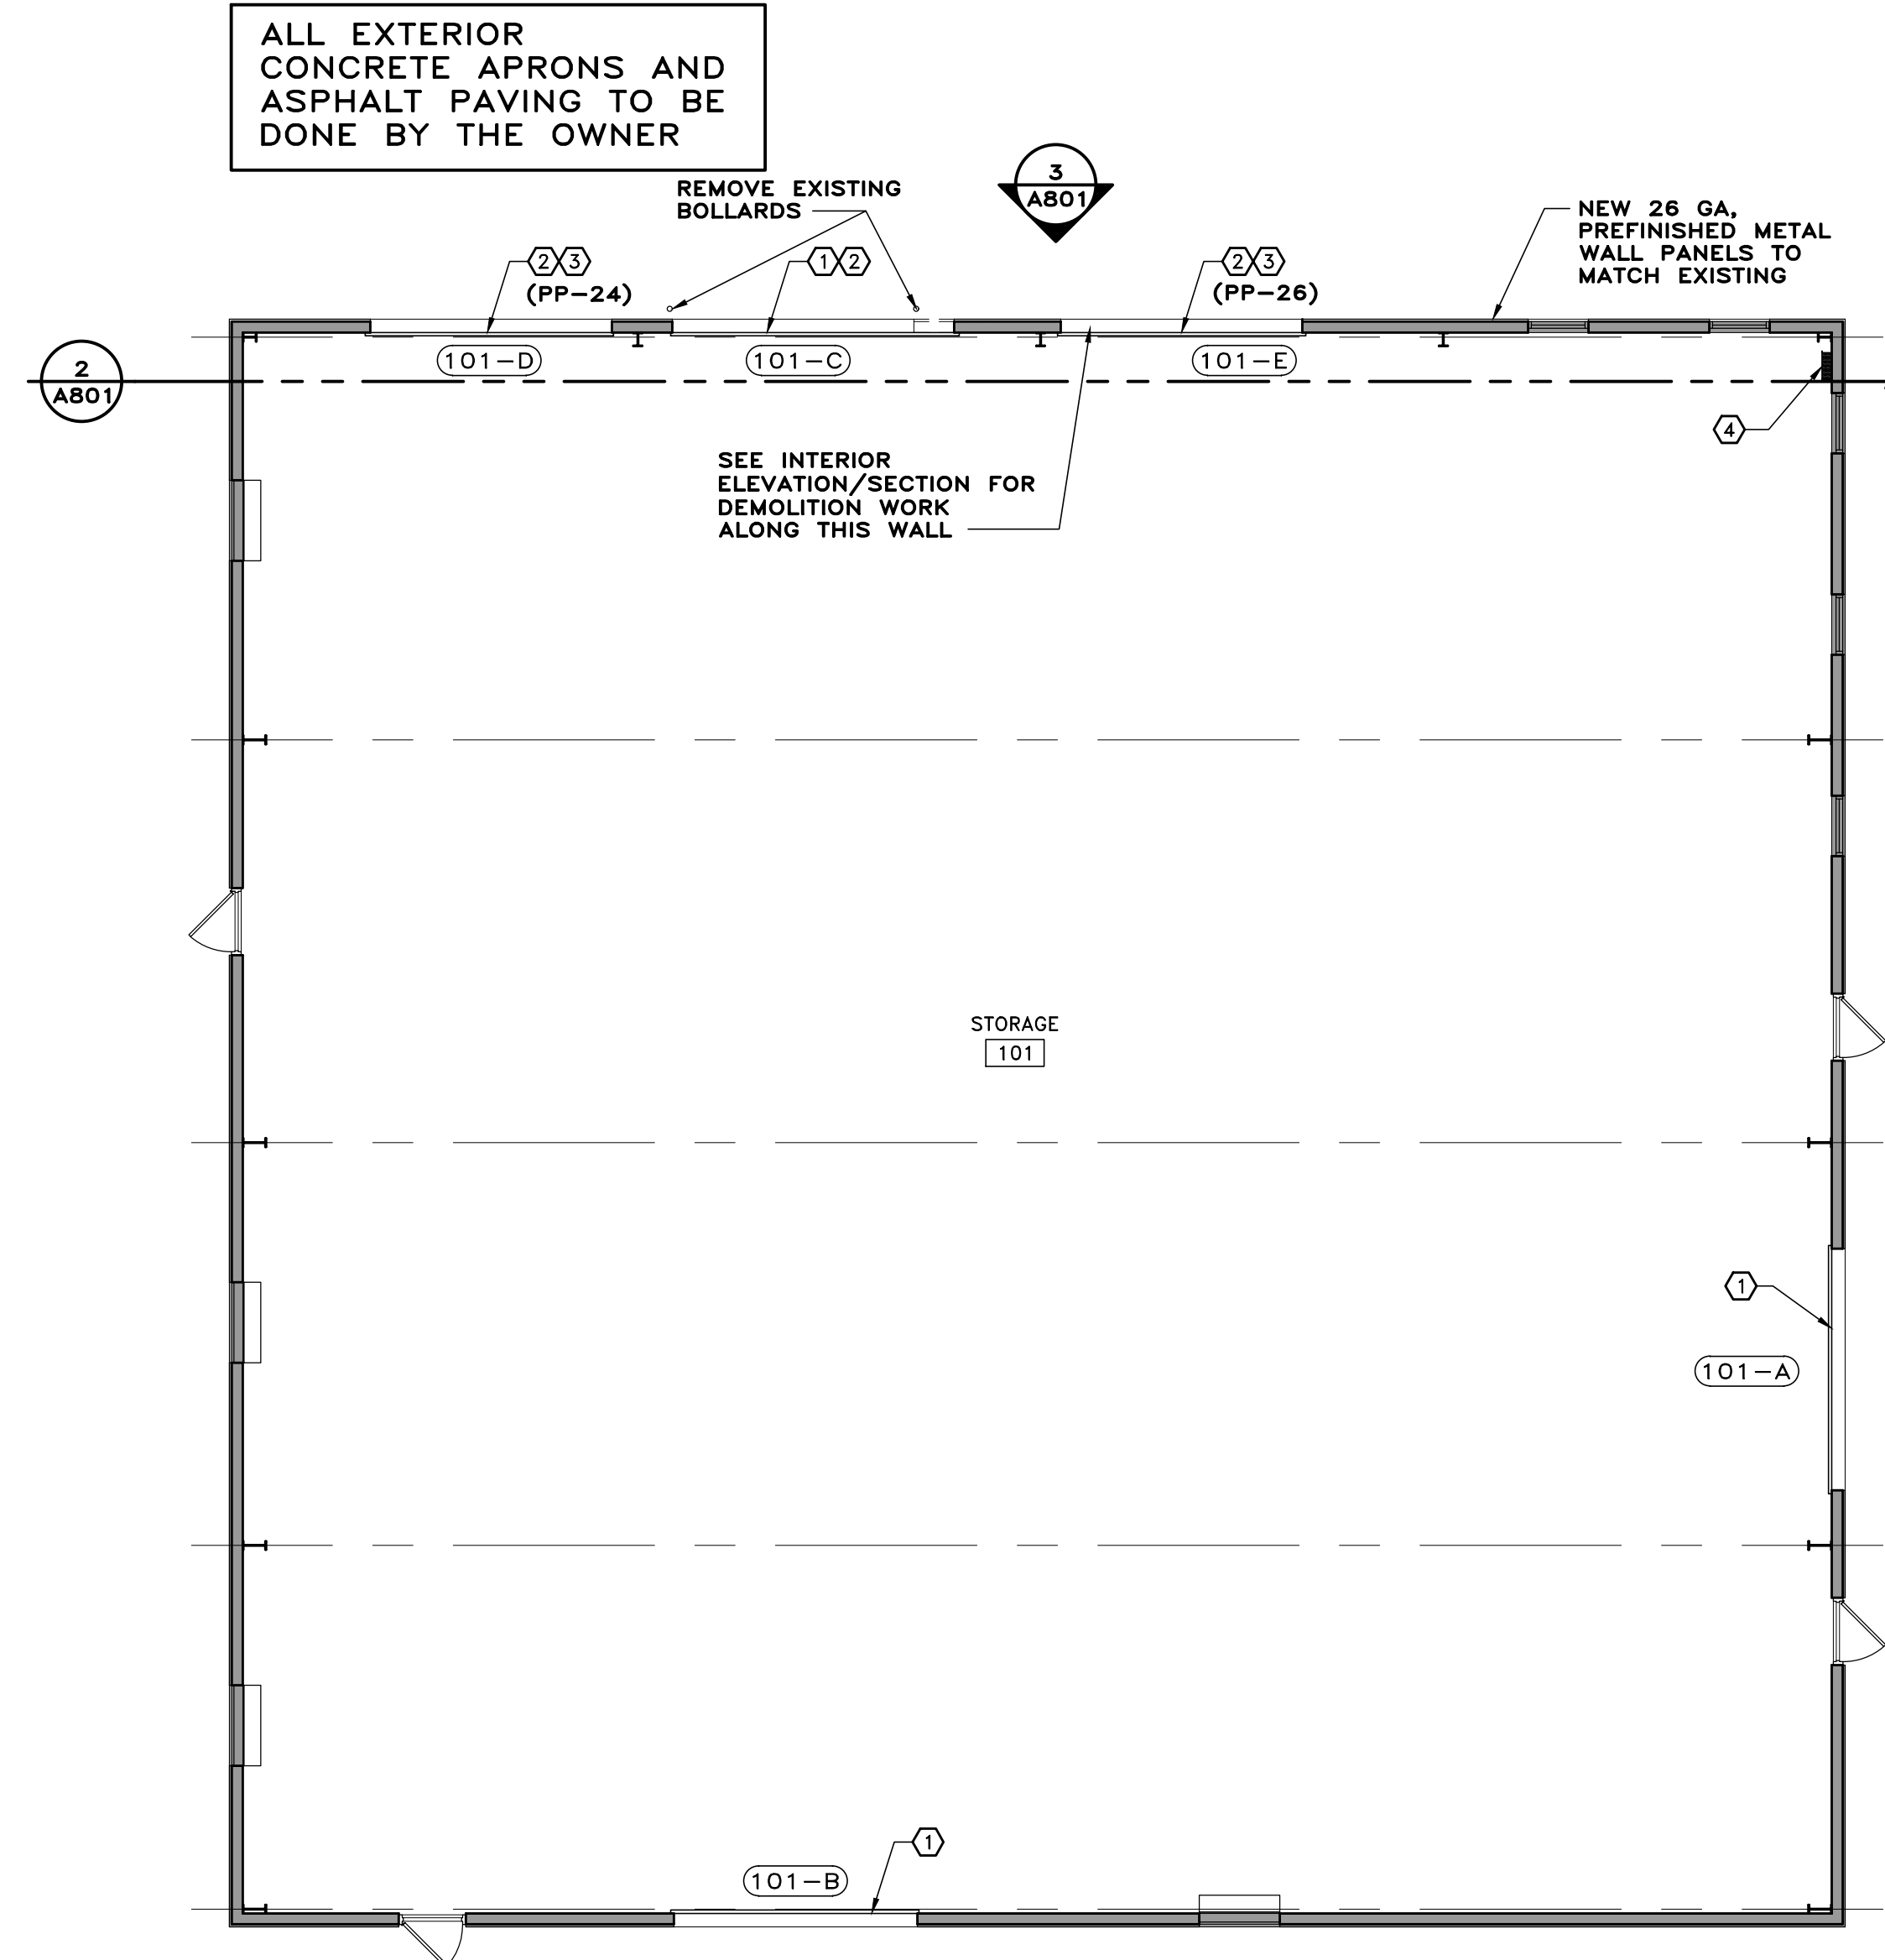 ALL EXTERIOR
CONCRETE APRONS AND
ASPHALT PAVING TO BE
DONE BY THE OWNER
3
A801
REMOVE EXISTING
BOLLARDS
NEW 26 GA,
PREFINISHED METAL
WALL PANELS TO
MATCH EXISTING
2 3
(PP-24)
1 2
2 3
(PP-26)
101-D
101-C
101-E
2
A801
4
SEE INTERIOR
ELEVATION/SECTION FOR
DEMOLITION WORK
ALONG THIS WALL
STORAGE
101
1
101-A
1
101-B